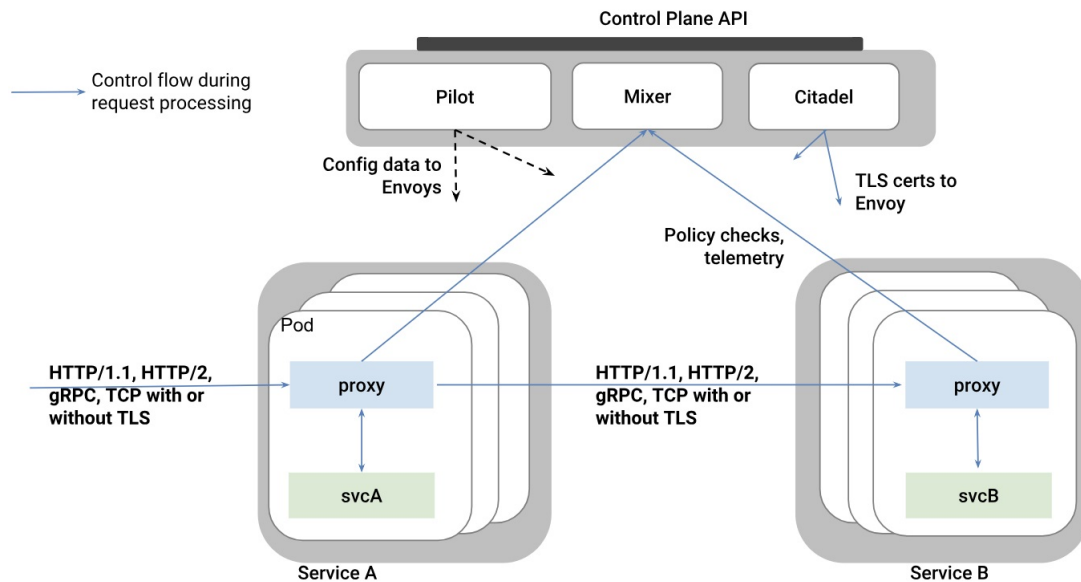 Control Plane API
Control flow during
request processing
Pilot
Mixer
Citadel
Config data to
Envoys
TLS certs to
Envoy
Policy checks,
telemetry
Pod
HTTP/1.1, HTTP/2,
gRPC, TCP with or
without TLS
proxy
HTTP/1.1, HTTP/2,
gRPC, TCP with or
without TLS
proxy
svcA
svcB
Service A
Service B